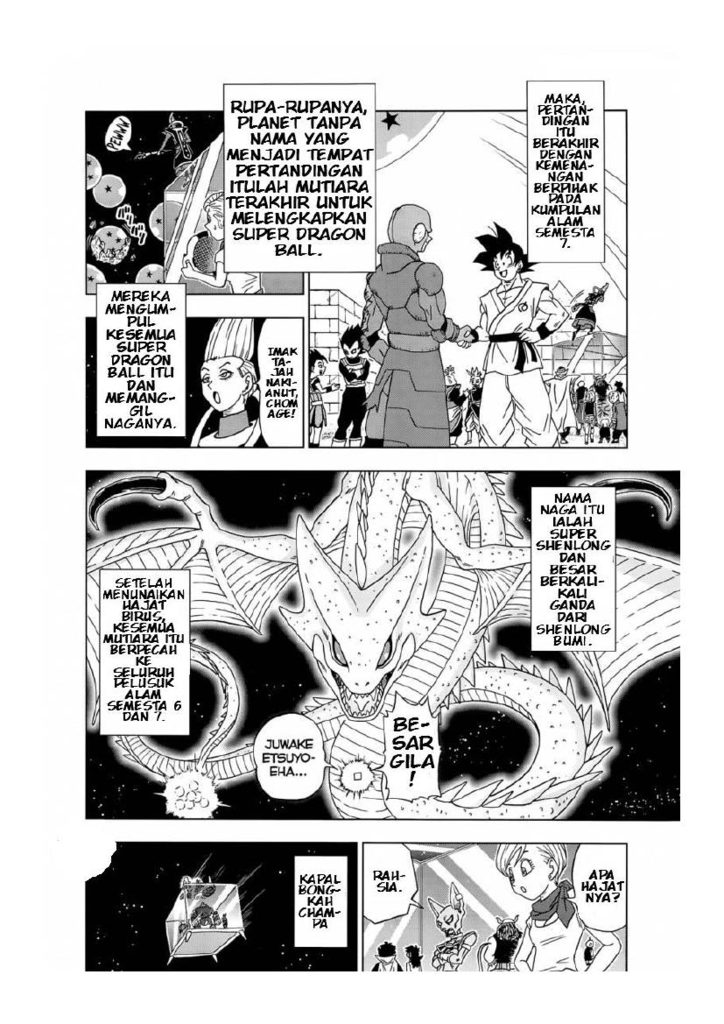 MAKA,
PERTAN-
DINGAN
ITU
BERAKHIR
DENGAN
KEMENA-
NGAN
BERPIHAK
PADA
KUMPULAN
ALAM
SEMESTA
7.
RUPA-RUPANYA,
PLANET TANPA
NAMA YANG
MENJADI TEMPAT
PERTANDINGAN
ITULAH MUTIARA
TERAKHIR UNTUK
MELENGKAPKAN
SUPER DRAGON
BALL.
PEWWW
IMAK
TA-
JAH
NAKI-
ANUT,
CHOM
AGE!
MEREKA
MENGUM-
PUL
KESEMUA
SUPER
DRAGON
BALL ITU
DAN
MEMANG-
GIL
NAGANYA.
NAMA
NAGA ITU
IALAH
SUPER
SHENLONG
DAN
BESAR
BERKALI-
KALI
GANDA
DARI
SHENLONG
BUMI.
BE-
SAR
GILA
!
JUWAKE
ETSUYO-
EHA...
SETELAH
MENUNAIKAN
HAJAT
BIRUS,
KESEMUA
MUTIARA ITU
BERPECAH
KE
SELURUH
PELUSUK
ALAM
SEMESTA 6
DAN 7.
APA
HAJAT
NYA?
RAH-
SIA.
KAPAL
BONG-
KAH
CHAM-
PA